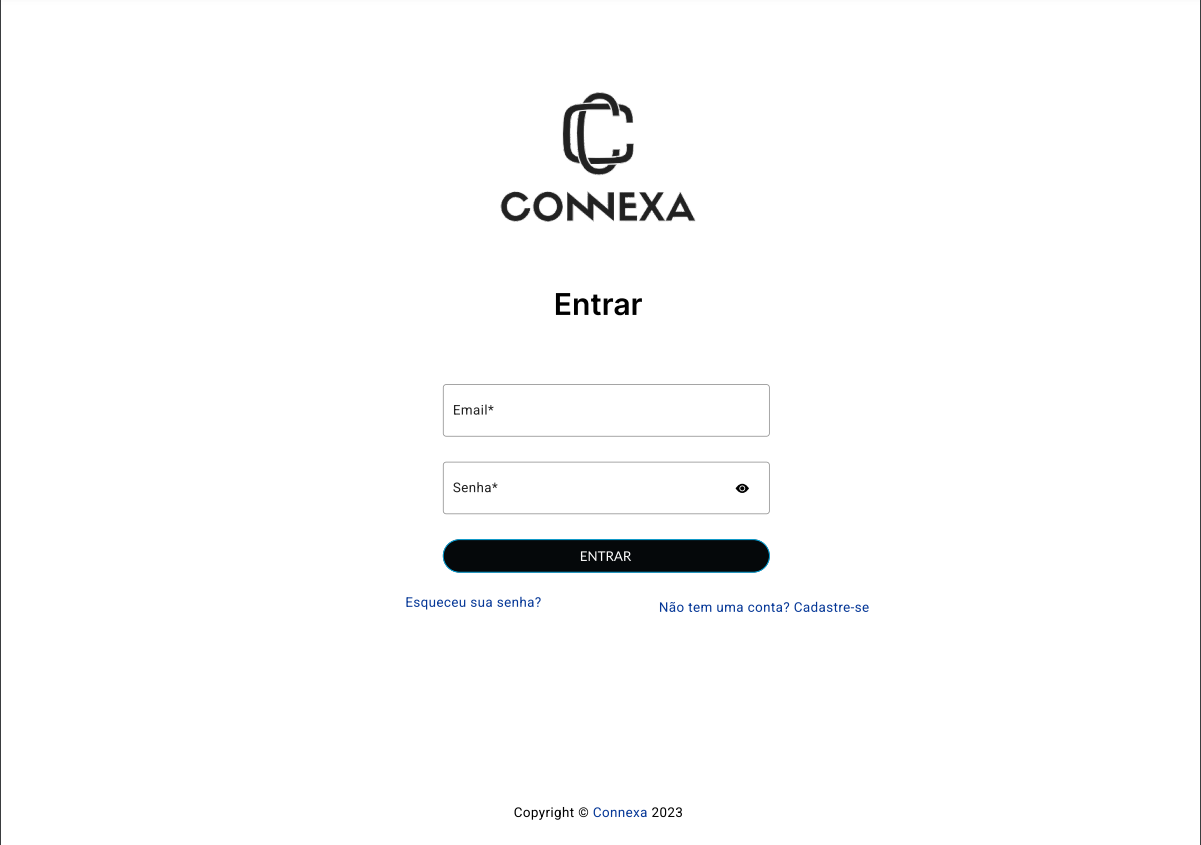 CONNEXA
Entrar
Email*
Senha*
ENTRAR
Esqueceu sua senha?
Não tem uma conta? Cadastre-se
Copyright © Connexa 2023